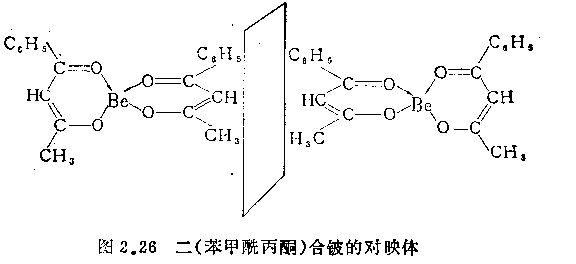 C₆H₅ C₆H₅ C₆H₅ C₆H₅
C—O O=C C—O O=C
HC Be CH HC Be CH
C—O O—C C—O O—C
CH₃ CH₃ H₃C CH₃
图 2.26 二(苯甲酰丙酮)合铍的对映体